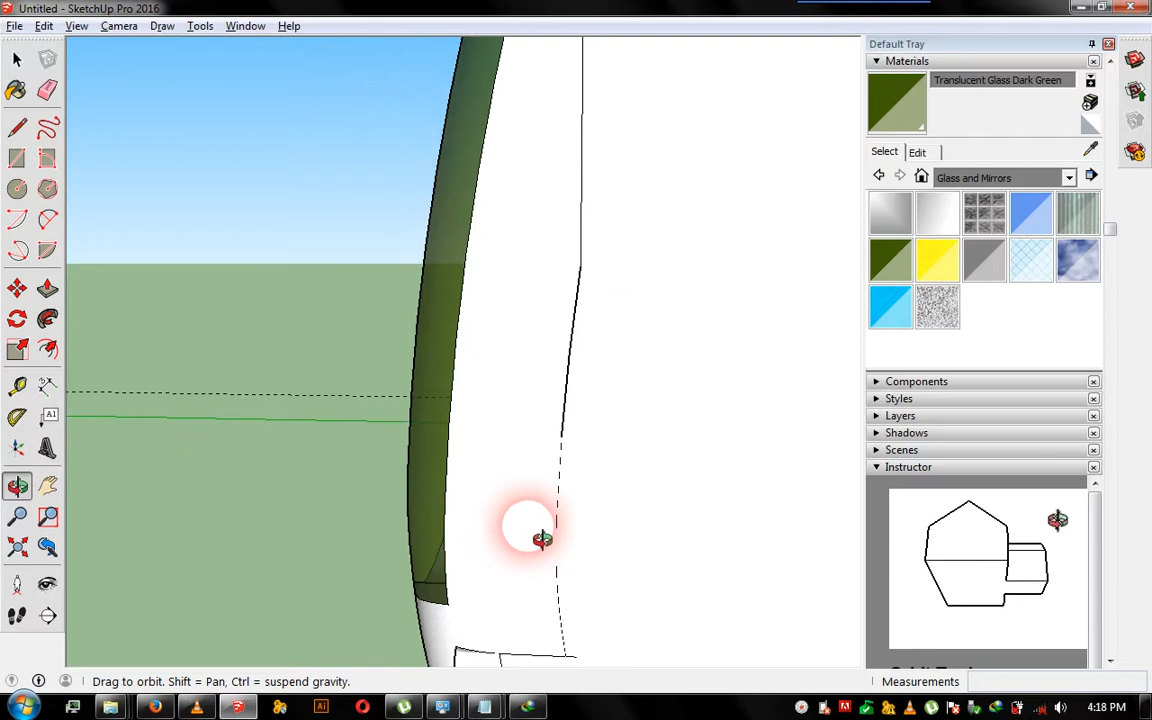 Untitled - SketchUp Pro 2016
File Edit View Camera Draw Tools Window Help
Default Tray
Materials
Translucent Glass Dark Green
Select Edit
Glass and Mirrors
A1
Components
Styles
Layers
Shadows
Scenes
Instructor
Drag to orbit. Shift = Pan, Ctrl = suspend gravity.
Measurements
Ai
4:18 PM